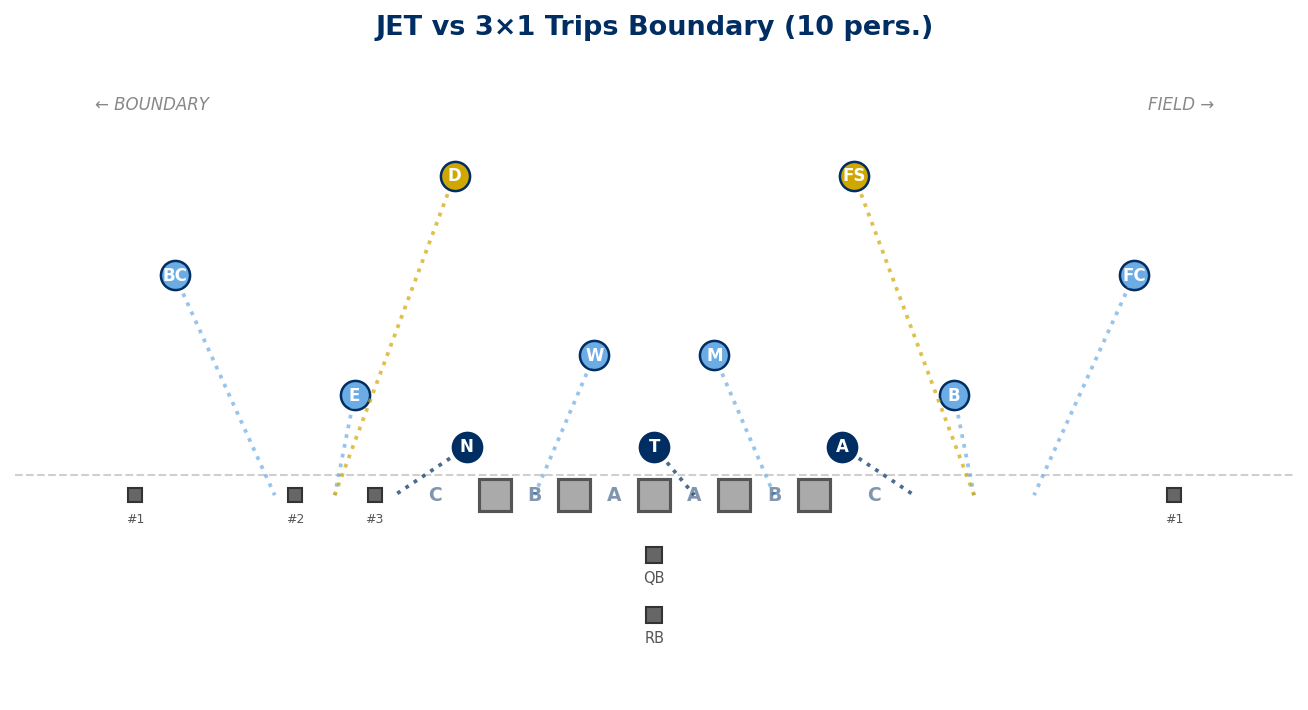 JET vs 3×1 Trips Boundary (10 pers.)
← BOUNDARY
FIELD →
D
FS
BC
FC
W
M
E
B
N
T
A
C
B
A
A
B
C
#1
#2
#3
#1
QB
RB